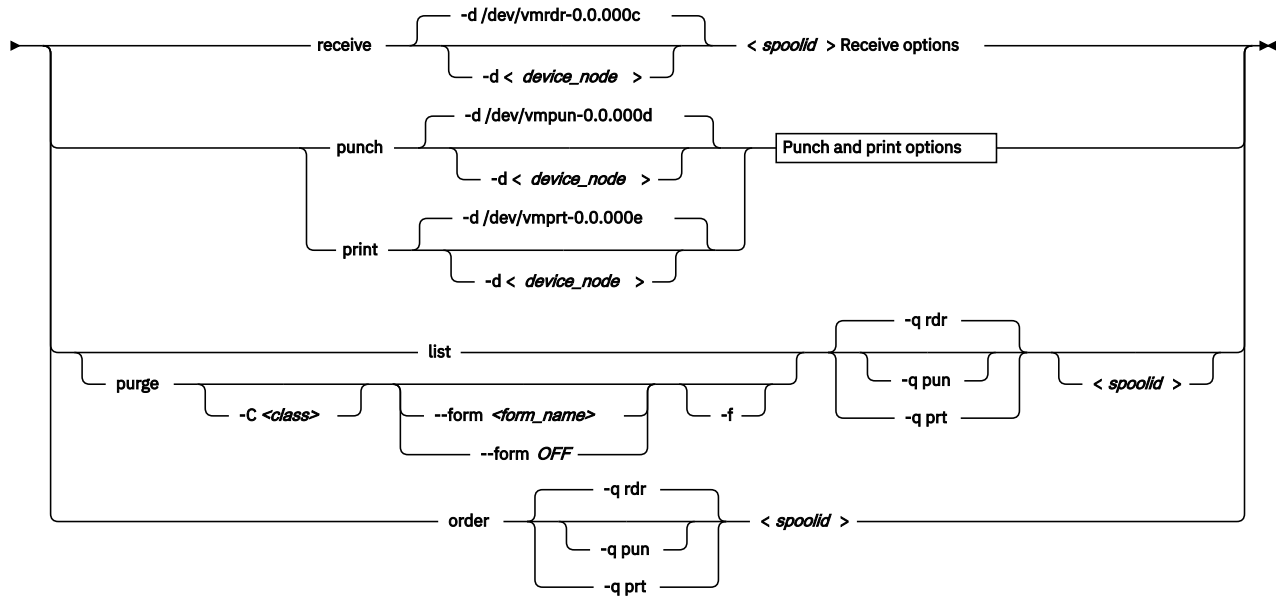 -d /dev/vmrdr-0.0.000c
receive
< spoolid > Receive options
-d < device_node >
-d /dev/vmpun-0.0.000d
punch
Punch and print options
-d < device_node >
-d /dev/vmprt-0.0.000e
print
-d < device_node >
-q rdr
list
-q pun
< spoolid >
purge
-C <class>
--form <form_name>
-f
-q prt
--form OFF
-q rdr
order
< spoolid >
-q pun
-q prt